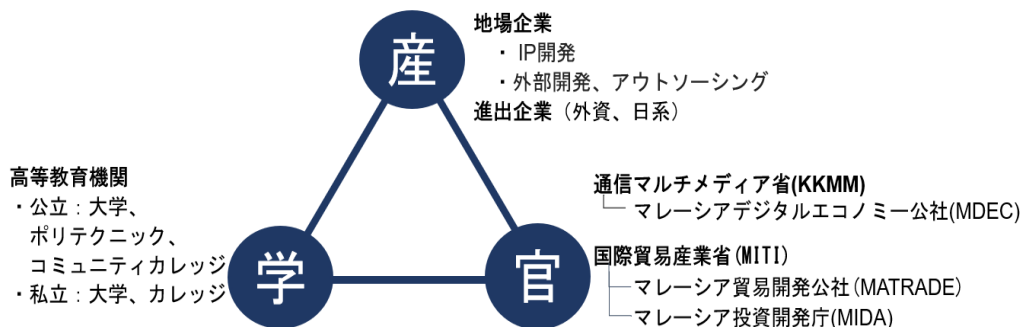 産
地場企業
・ IP開発
・外部開発、アウトソーシング
進出企業（外資、日系）
高等教育機関
・公立：大学、
ポリテクニック、
コミュニティカレッジ
・私立：大学、カレッジ
学
官
通信マルチメディア省(KKMM)
マレーシアデジタルエコノミー公社(MDEC)
国際貿易産業省(MITI)
マレーシア貿易開発公社(MATRADE)
マレーシア投資開発庁(MIDA)